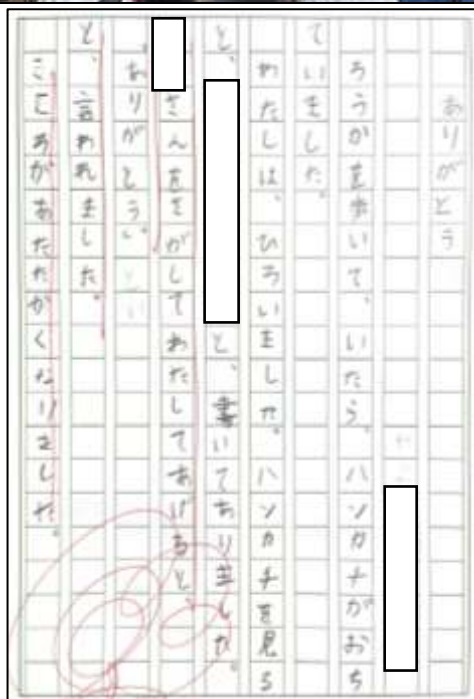 ありがとう
ろうかを歩いて、いたら。ハンカチがおち
ていました。
わたしは、ひろいました。ハンカチを見る
と、と、書いてありました。
さんをさがしてわたしてあげると、
「ありがとう。」
と、言われました。
こころがあたたかくなりました。